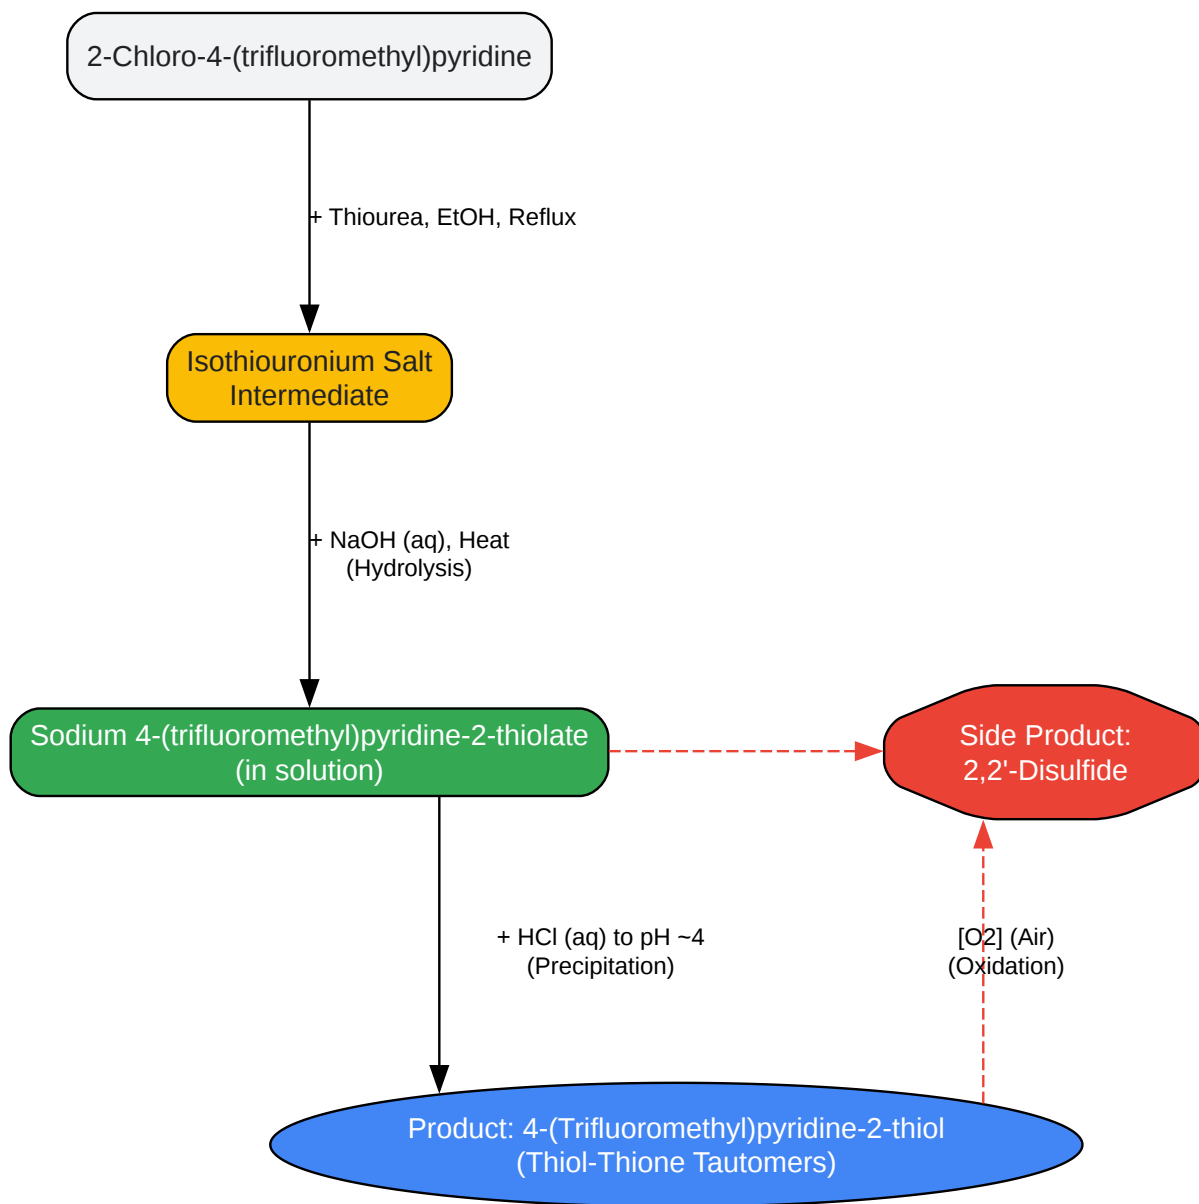 2-Chloro-4-(trifluoromethyl)pyridine
+ Thiourea, EtOH, Reflux
Isothiouronium Salt
Intermediate
+ NaOH (aq), Heat
(Hydrolysis)
Sodium 4-(trifluoromethyl)pyridine-2-thiolate
(in solution)
Side Product:
2,2'-Disulfide
+ HCl (aq) to pH ~4
(Precipitation)
[O2] (Air)
(Oxidation)
Product: 4-(Trifluoromethyl)pyridine-2-thiol
(Thiol-Thione Tautomers)